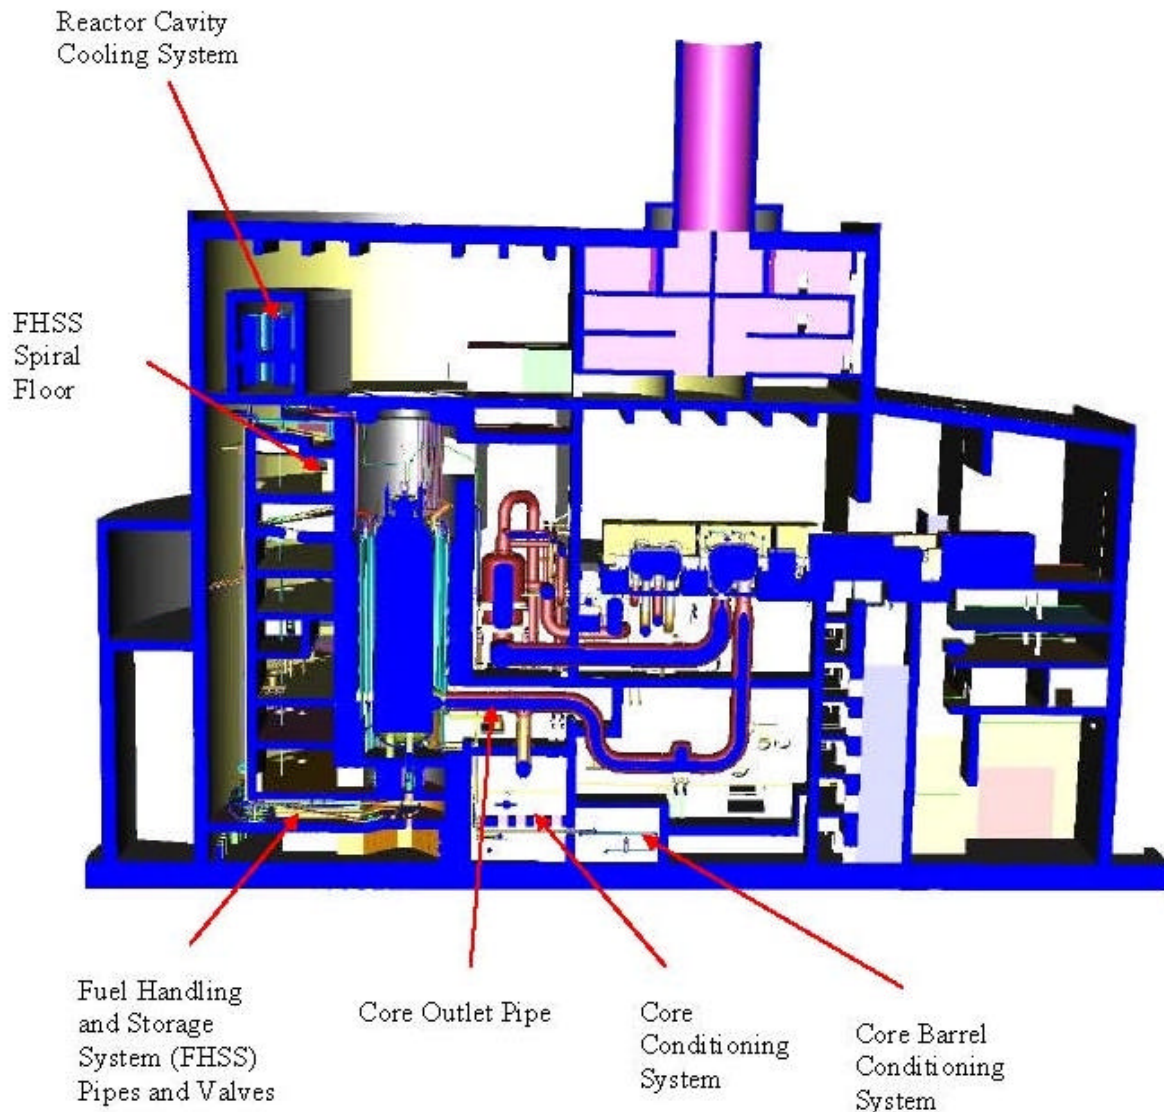 Reactor Cavity
Cooling System
FHSS
Spiral
Floor
Fuel Handling
and Storage
System (FHSS)
Pipes and Valves
Core Outlet Pipe
Core
Conditioning
System
Core Barrel
Conditioning
System